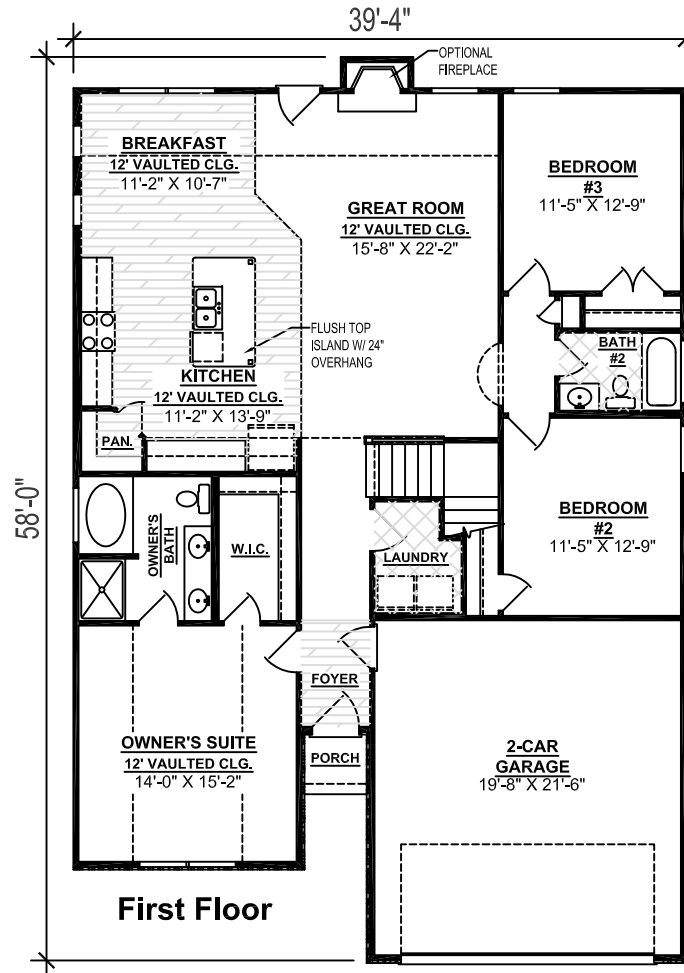 39'-4"
OPTIONAL
FIREPLACE
BREAKFAST
12' VAULTED CLG.
11'-2" X 10'-7"
BEDROOM
#3
11'-5" X 12'-9"
GREAT ROOM
12' VAULTED CLG.
15'-8" X 22'-2"
FLUSH TOP
ISLAND W/ 24"
OVERHANG
BATH
#2
KITCHEN
12' VAULTED CLG.
11'-2" X 13'-9"
PAN.
58'-0"
OWNER'S
BATH
W.I.C.
LAUNDRY
BEDROOM
#2
11'-5" X 12'-9"
FOYER
OWNER'S SUITE
12' VAULTED CLG.
14'-0" X 15'-2"
PORCH
2-CAR
GARAGE
19'-8" X 21'-6"
First Floor